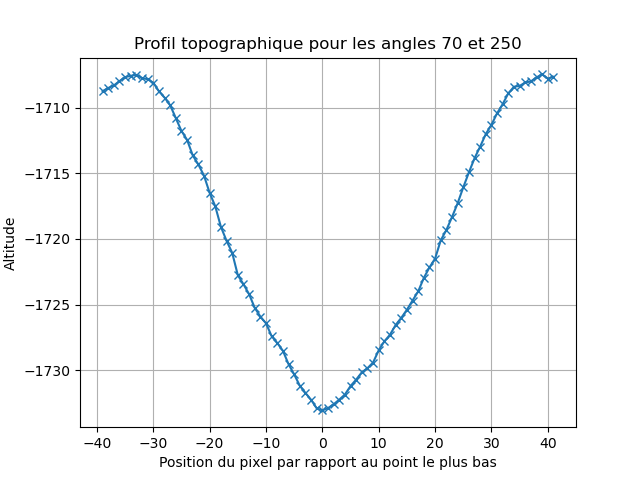 Profil topographique pour les angles 70 et 250
Altitude
−1710
−1715
−1720
−1725
−1730
−40 −30 −20 −10 0 10 20 30 40
Position du pixel par rapport au point le plus bas